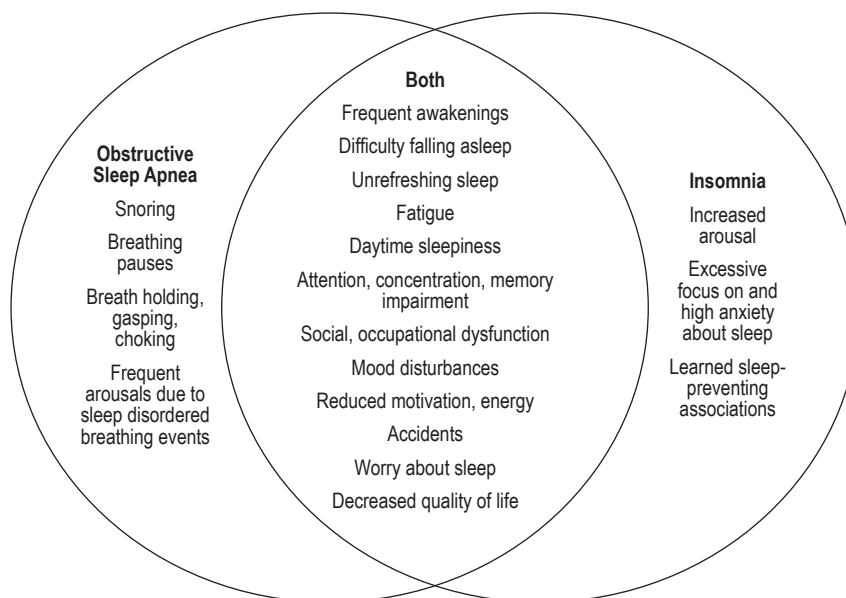 Obstructive
Sleep Apnea
Snoring
Breathing
pauses
Breath holding,
gasping,
choking
Frequent
arousals due to
sleep disordered
breathing events
Both
Frequent awakenings
Difficulty falling asleep
Unrefreshing sleep
Fatigue
Daytime sleepiness
Attention, concentration, memory
impairment
Social, occupational dysfunction
Mood disturbances
Reduced motivation, energy
Accidents
Worry about sleep
Decreased quality of life
Insomnia
Increased
arousal
Excessive
focus on and
high anxiety
about sleep
Learned sleep-
preventing
associations